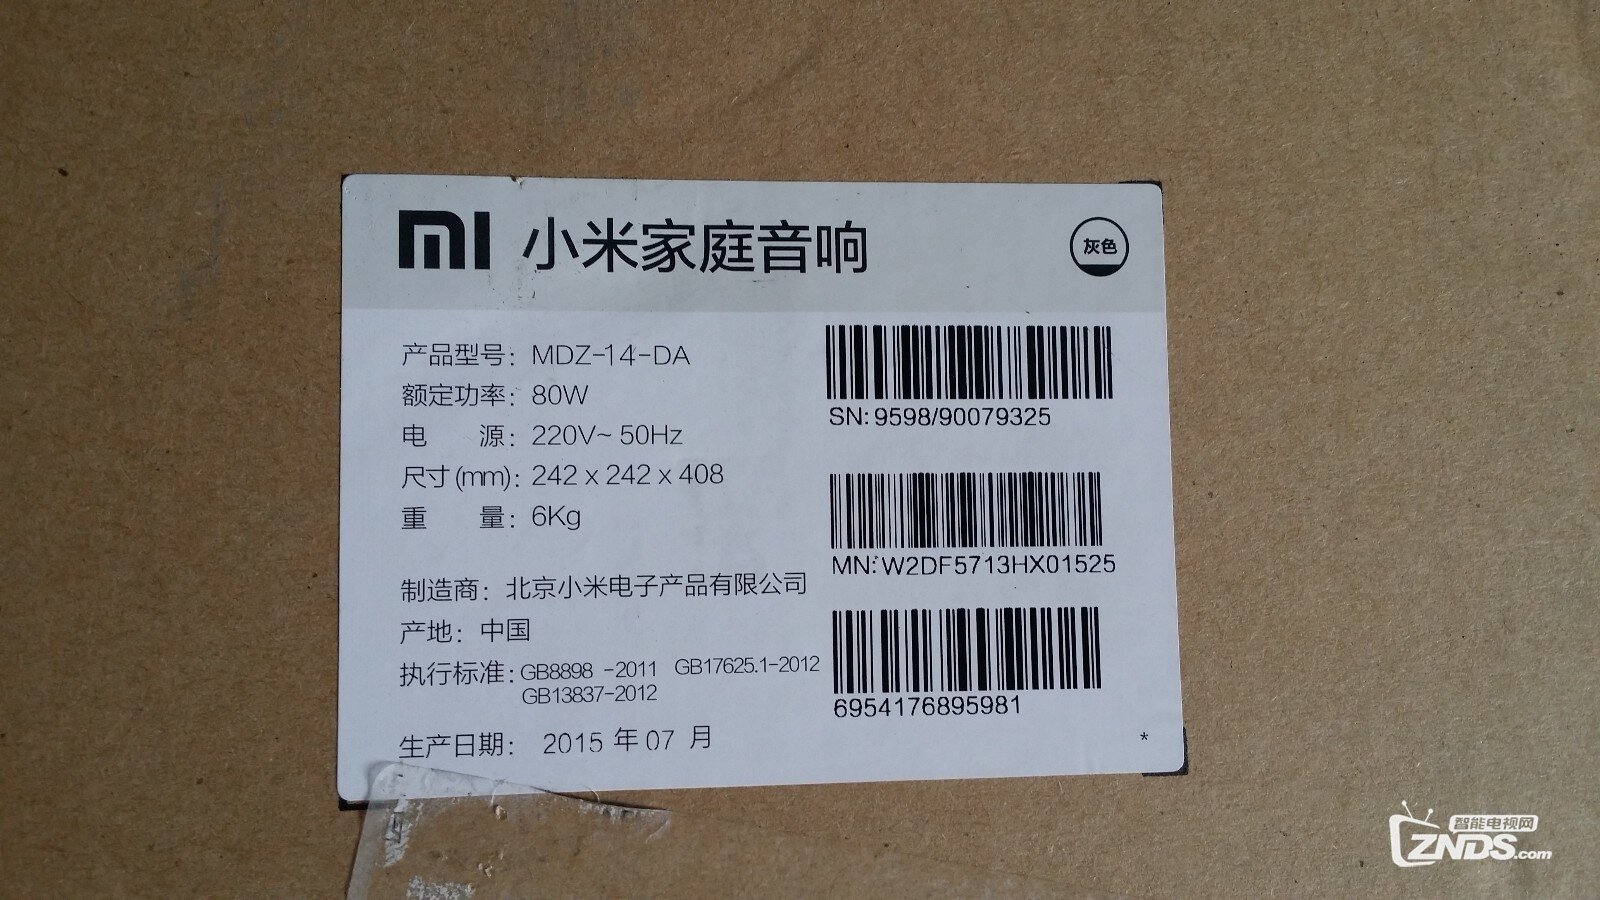 mi 小米家庭音响
灰色
产品型号：MDZ-14-DA
额定功率：80W
电 源：220V~ 50Hz
尺寸(mm)：242 x 242 x 408
重 量：6Kg
制造商：北京小米电子产品有限公司
产地：中国
执行标准：GB8898 -2011 GB17625.1-2012
GB13837-2012
生产日期： 2015 年 07 月
SN: 9598/90079325
MN: W2DF5713HX01525
6954176895981
*
智能电视网
ZNDS.com